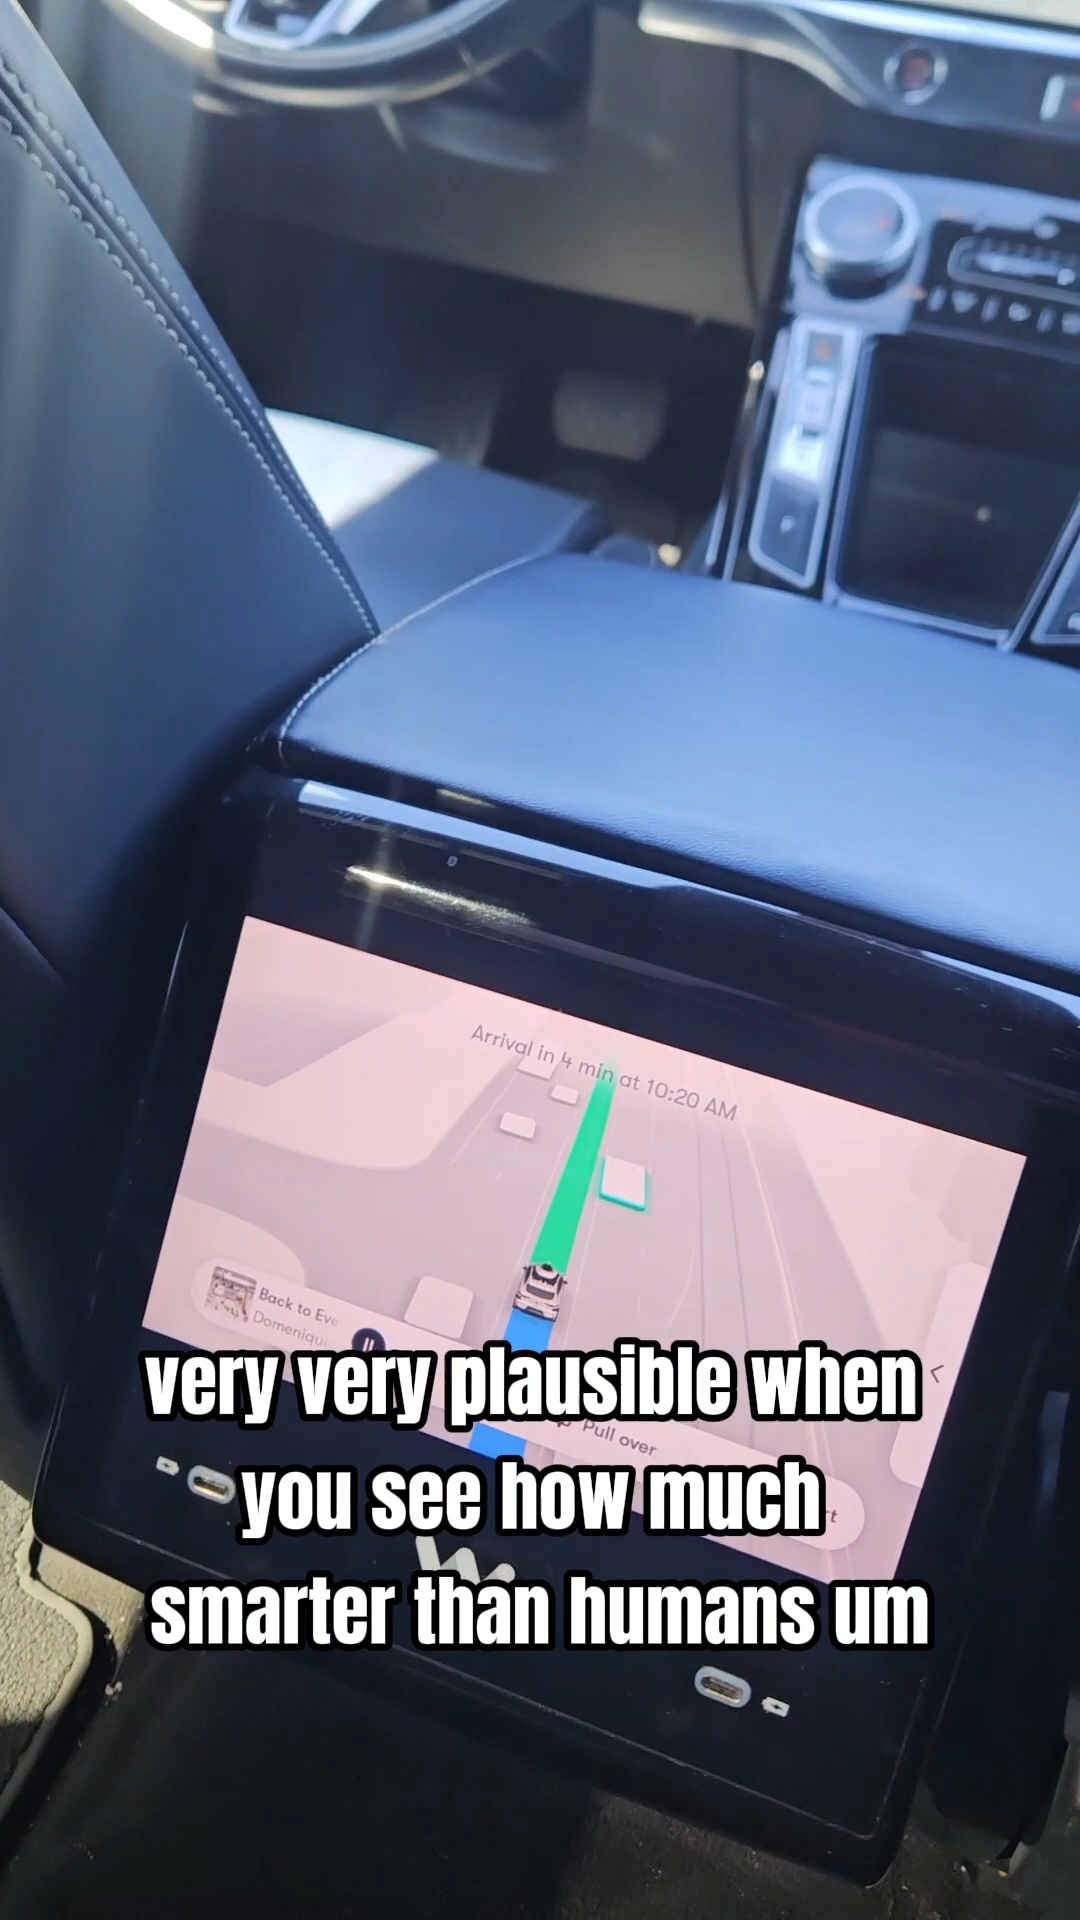 P
Arrival in 4 min at 10:20 AM
Back to Eve
Domenique
Pull over
very very plausible when
you see how much
smarter than humans um